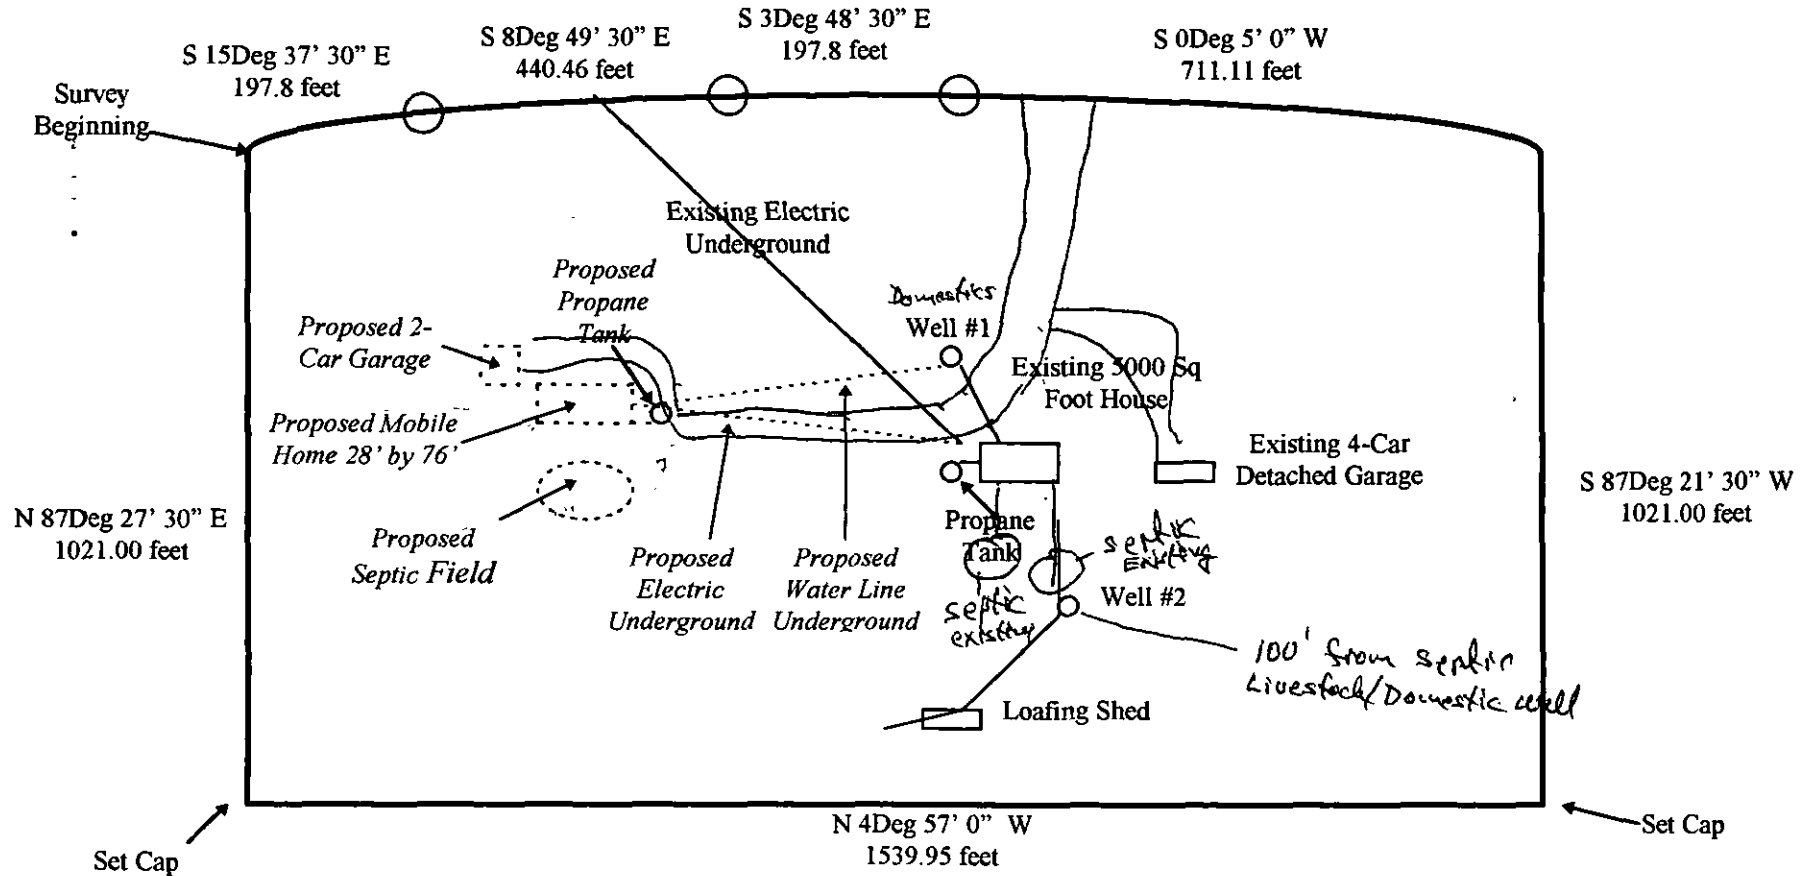 S 15Deg 37' 30” E
197.8 feet
S 8Deg 49' 30” E
440.46 feet
S 3Deg 48' 30” E
197.8 feet
S 0Deg 5' 0” W
711.11 feet
Survey
Beginning
Existing Electric
Underground
Proposed
Propane
Tank
Domestics
Well #1
Proposed 2-
Car Garage
Existing 5000 Sq
Foot House
Proposed Mobile
Home 28' by 76'
Existing 4-Car
Detached Garage
N 87Deg 27' 30” E
1021.00 feet
S 87Deg 21' 30” W
1021.00 feet
Proposed
Septic Field
Proposed
Electric
Underground
Proposed
Water Line
Underground
Propane
Tank
septic
existing
septic
Existing
Well #2
100' from septic
Livestock/Domestic well
Loafing Shed
N 4Deg 57' 0” W
1539.95 feet
Set Cap
Set Cap